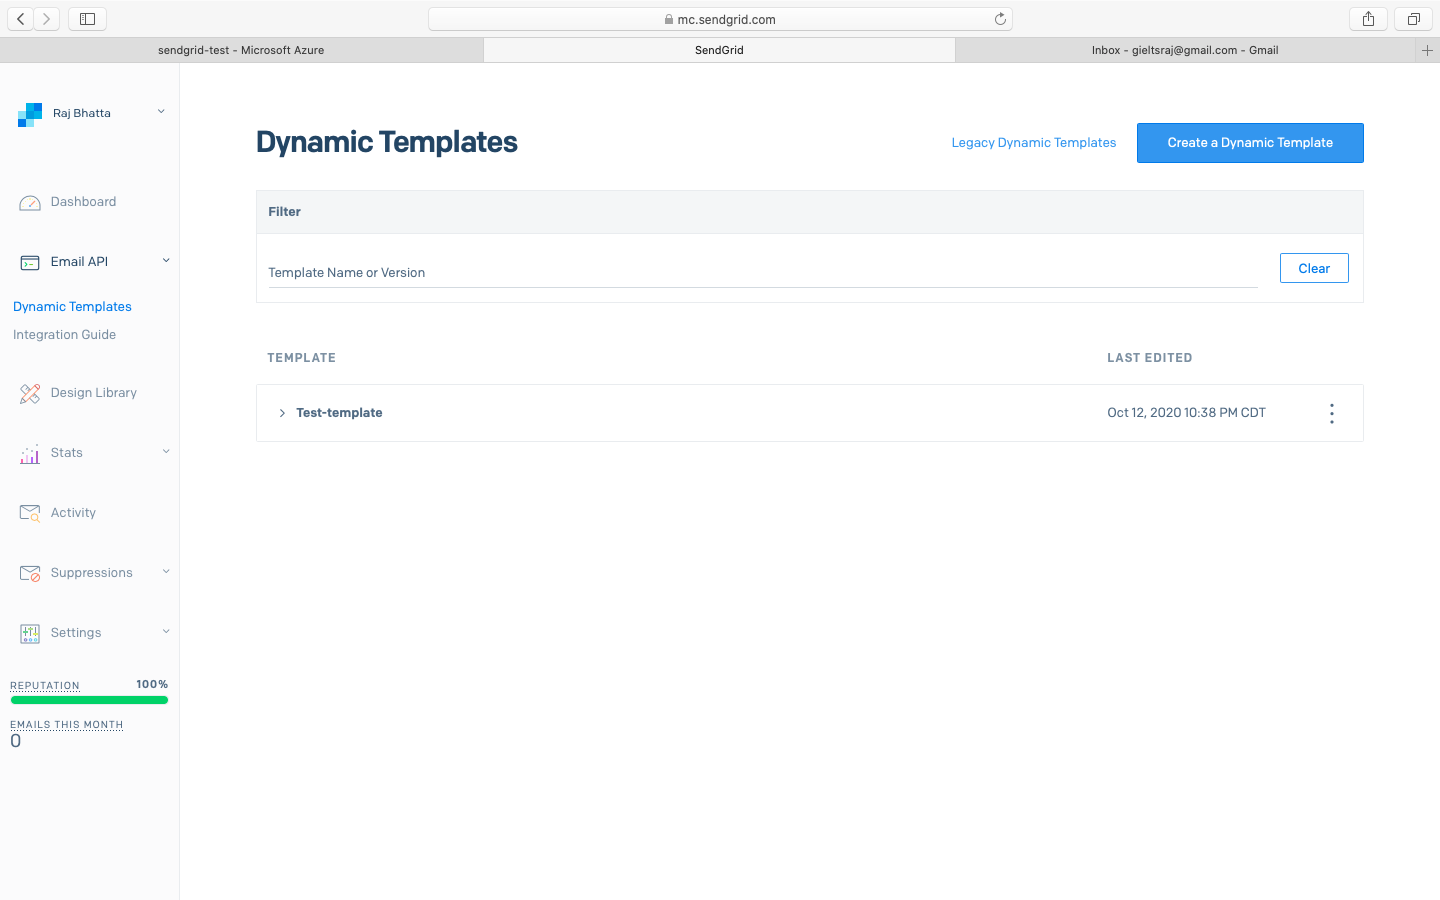 mc.sendgrid.com
sendgrid-test - Microsoft Azure
SendGrid
Inbox - gieltsraj@gmail.com - Gmail
Raj Bhatta
Dashboard
Email API
Dynamic Templates
Integration Guide
Design Library
Stats
Activity
Suppressions
Settings
REPUTATION 100%
EMAILS THIS MONTH
0
Dynamic Templates
Legacy Dynamic Templates
Create a Dynamic Template
Filter
Template Name or Version
Clear
TEMPLATE LAST EDITED
Test-template Oct 12, 2020 10:38 PM CDT